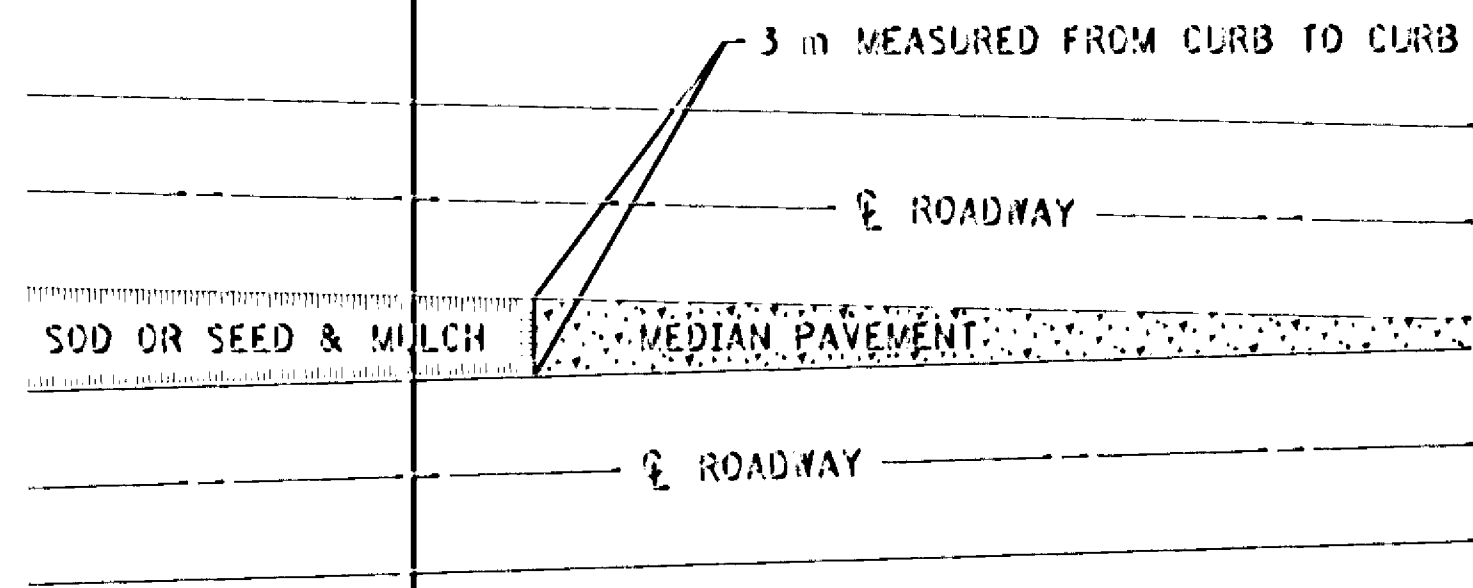 3 m MEASURED FROM CURB TO CURB
℄ ROADWAY
SOD OR SEED & MULCH
MEDIAN PAVEMENT
℄ ROADWAY